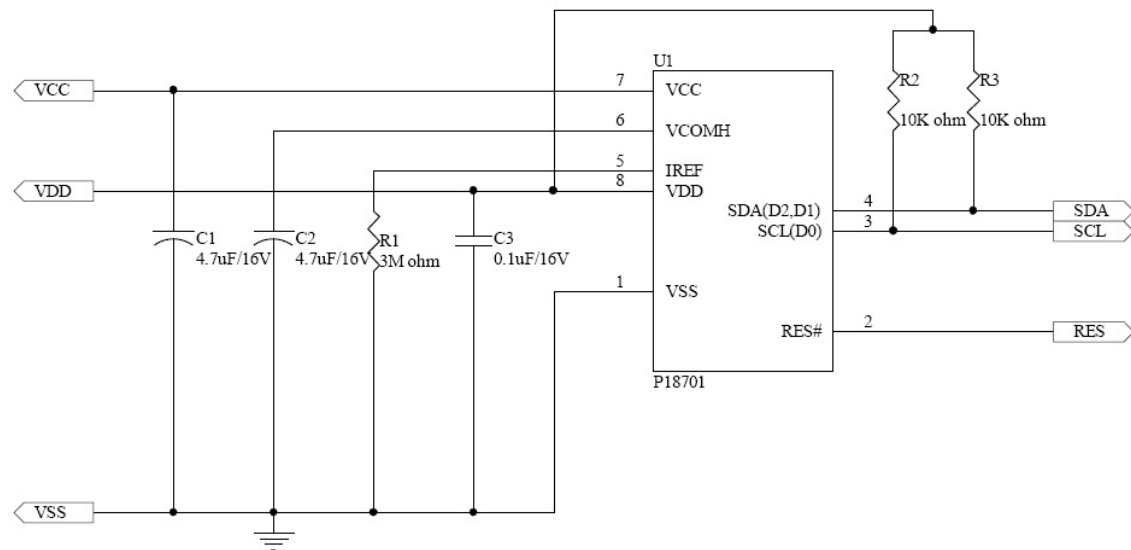 U1
VCC
7
VCC
R2
R3
10K ohm
10K ohm
6
VCOMH
5
IREF
VDD
8
VDD
SDA(D2,D1)
4
SDA
SCL(D0)
3
SCL
C1
4.7uF/16V
C2
4.7uF/16V
R1
3M ohm
C3
0.1uF/16V
1
VSS
RES#
2
RES
P18701
VSS